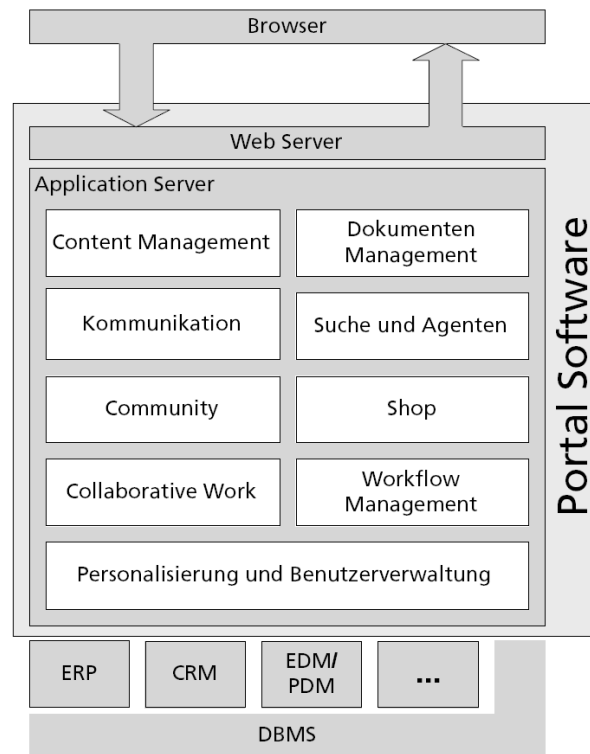 Browser
Web Server
Application Server
Content Management
Dokumenten
Management
Kommunikation
Suche und Agenten
Community
Shop
Collaborative Work
Workflow
Management
Personalisierung und Benutzerverwaltung
Portal Software
ERP
CRM
EDM/
PDM
...
DBMS